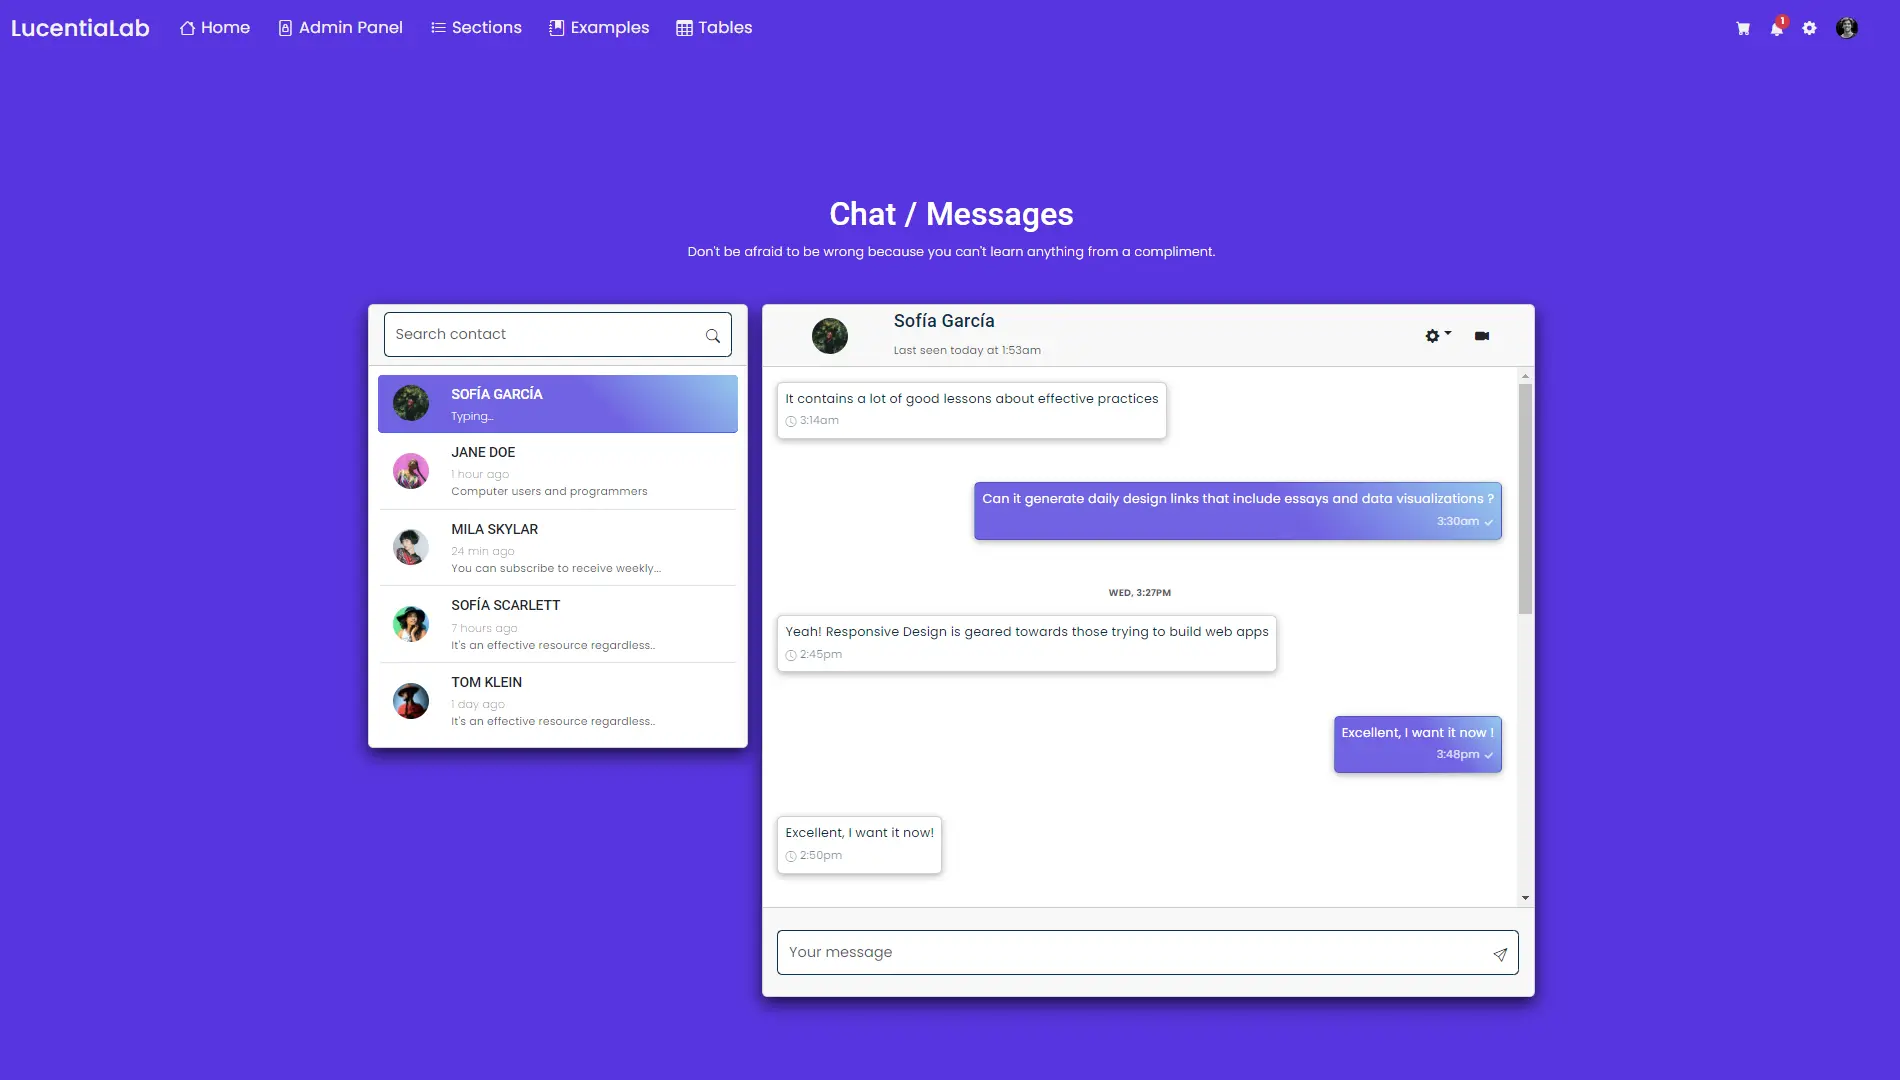 LucentiaLab
Home
Admin Panel
Sections
Examples
Tables
1
Chat / Messages
Don't be afraid to be wrong because you can't learn anything from a compliment.
Search contact
SOFÍA GARCÍA
Typing...
JANE DOE
1 hour ago
Computer users and programmers
MILA SKYLAR
24 min ago
You can subscribe to receive weekly...
SOFÍA SCARLETT
7 hours ago
It's an effective resource regardless..
TOM KLEIN
1 day ago
It's an effective resource regardless..
Sofía García
Last seen today at 1:53am
It contains a lot of good lessons about effective practices
3:14am
Can it generate daily design links that include essays and data visualizations ?
3:30am
WED, 3:27PM
Yeah! Responsive Design is geared towards those trying to build web apps
2:45pm
Excellent, I want it now !
3:48pm
Excellent, I want it now!
2:50pm
Your message